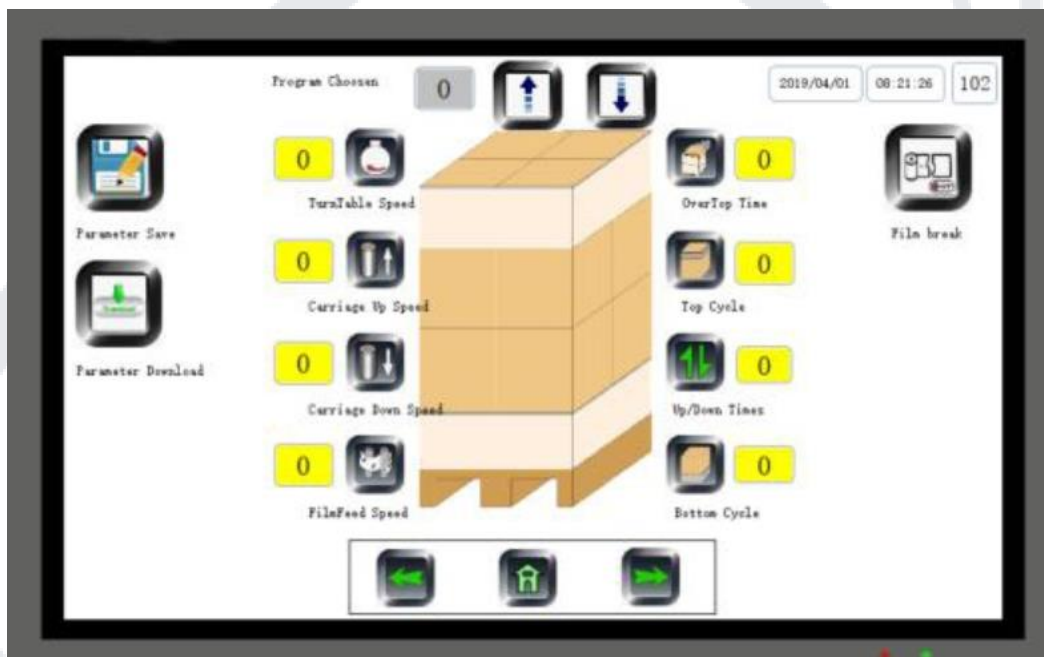 Program Choosen
0
2019/04/01
08:21:26
102
0
TurnTable Speed
0
OverTop Time
Parameter Save
Film break
0
Carriage Up Speed
0
Top Cycle
Parameter Download
0
Carriage Down Speed
0
Up/Down Times
0
FilmFeed Speed
0
Bottom Cycle